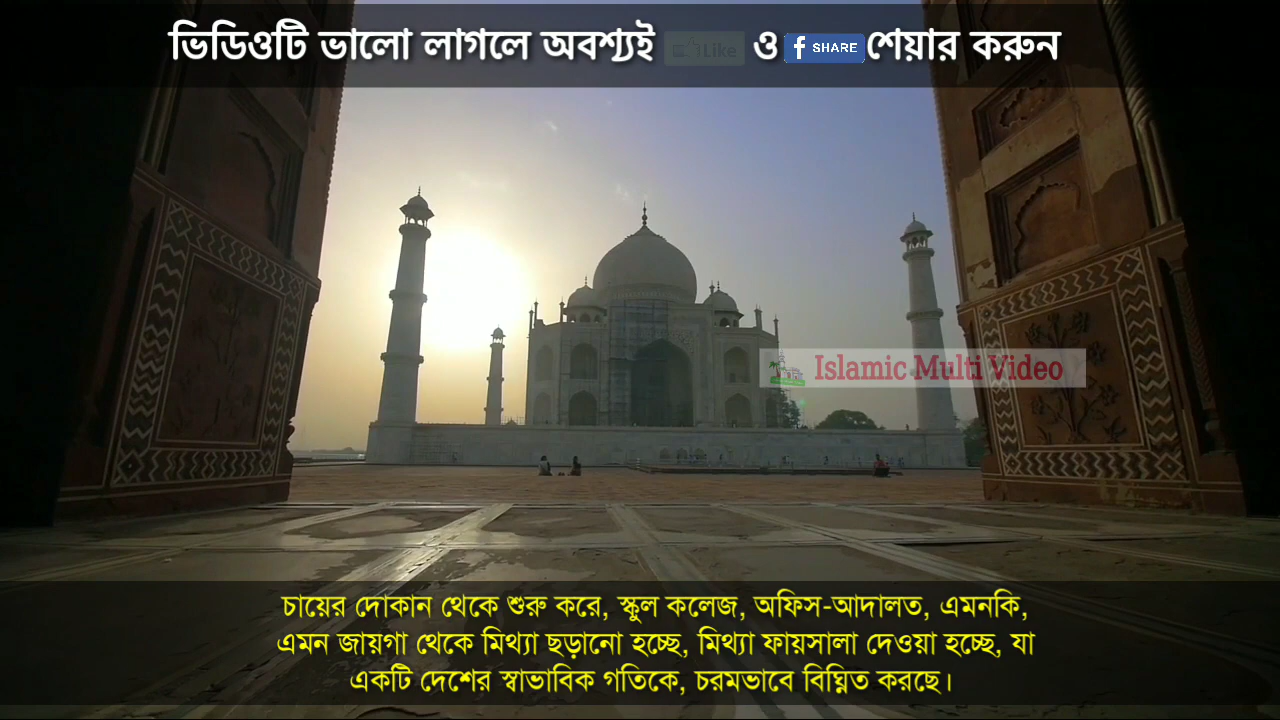 ভিডিওটি ভালো লাগলে অবশ্যই Like ও f SHARE শেয়ার করুন
Islamic Multi Video
চায়ের দোকান থেকে শুরু করে, স্কুল কলেজ, অফিস-আদালত, এমনকি,
এমন জায়গা থেকে মিথ্যা ছড়ানো হচ্ছে, মিথ্যা ফায়সালা দেওয়া হচ্ছে, যা
একটি দেশের স্বাভাবিক গতিকে, চরমভাবে বিঘ্নিত করছে।